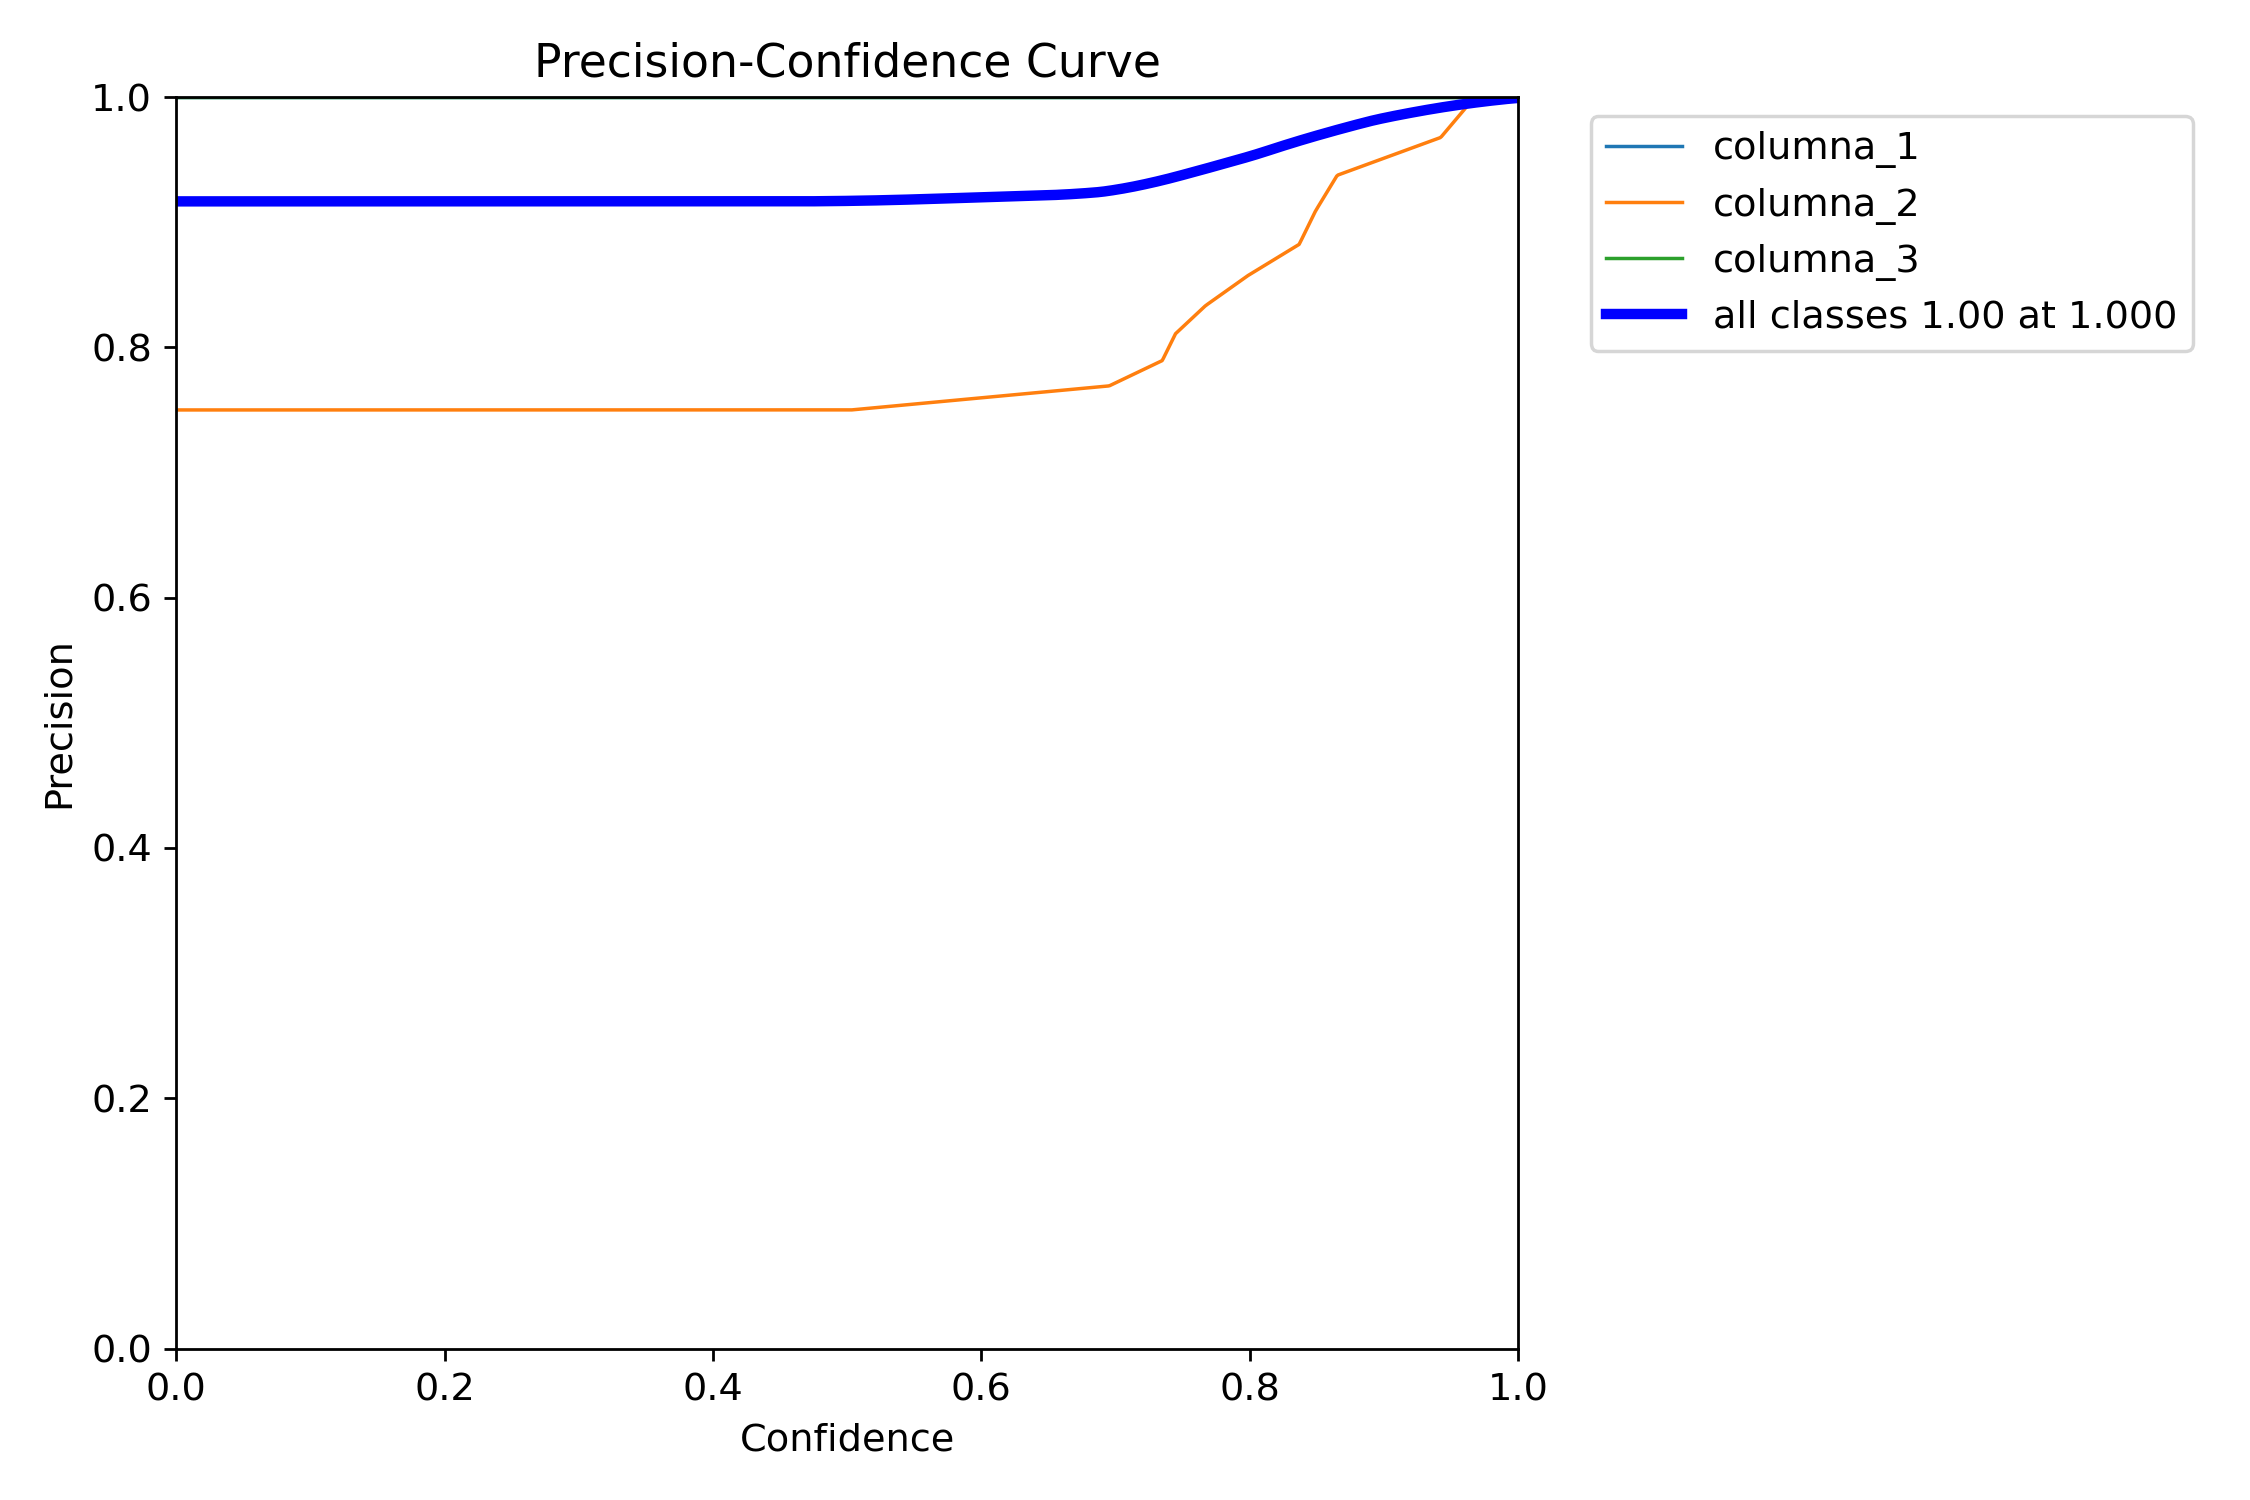 Precision-Confidence Curve
1.0
0.8
0.6
0.4
0.2
0.0
Precision
0.0 0.2 0.4 0.6 0.8 1.0
Confidence
columna_1
columna_2
columna_3
all classes 1.00 at 1.000